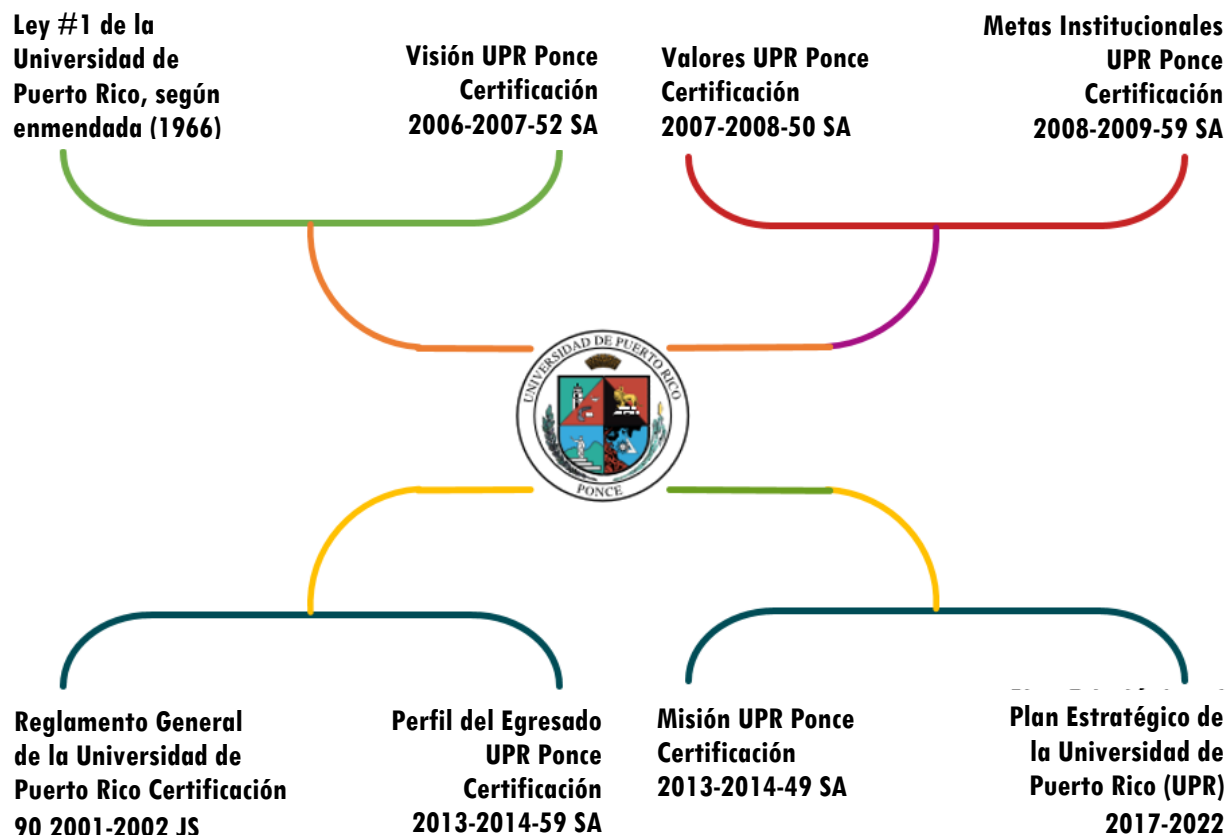 Ley #1 de la
Universidad de
Puerto Rico, según
enmendada (1966)
Visión UPR Ponce
Certificación
2006-2007-52 SA
Valores UPR Ponce
Certificación
2007-2008-50 SA
Metas Institucionales
UPR Ponce
Certificación
2008-2009-59 SA
UNIVERSIDAD DE PUERTO RICO
PONCE
Reglamento General
de la Universidad de
Puerto Rico Certificación
90 2001-2002 JS
Perfil del Egresado
UPR Ponce
Certificación
2013-2014-59 SA
Misión UPR Ponce
Certificación
2013-2014-49 SA
Plan Estratégico de
la Universidad de
Puerto Rico (UPR)
2017-2022